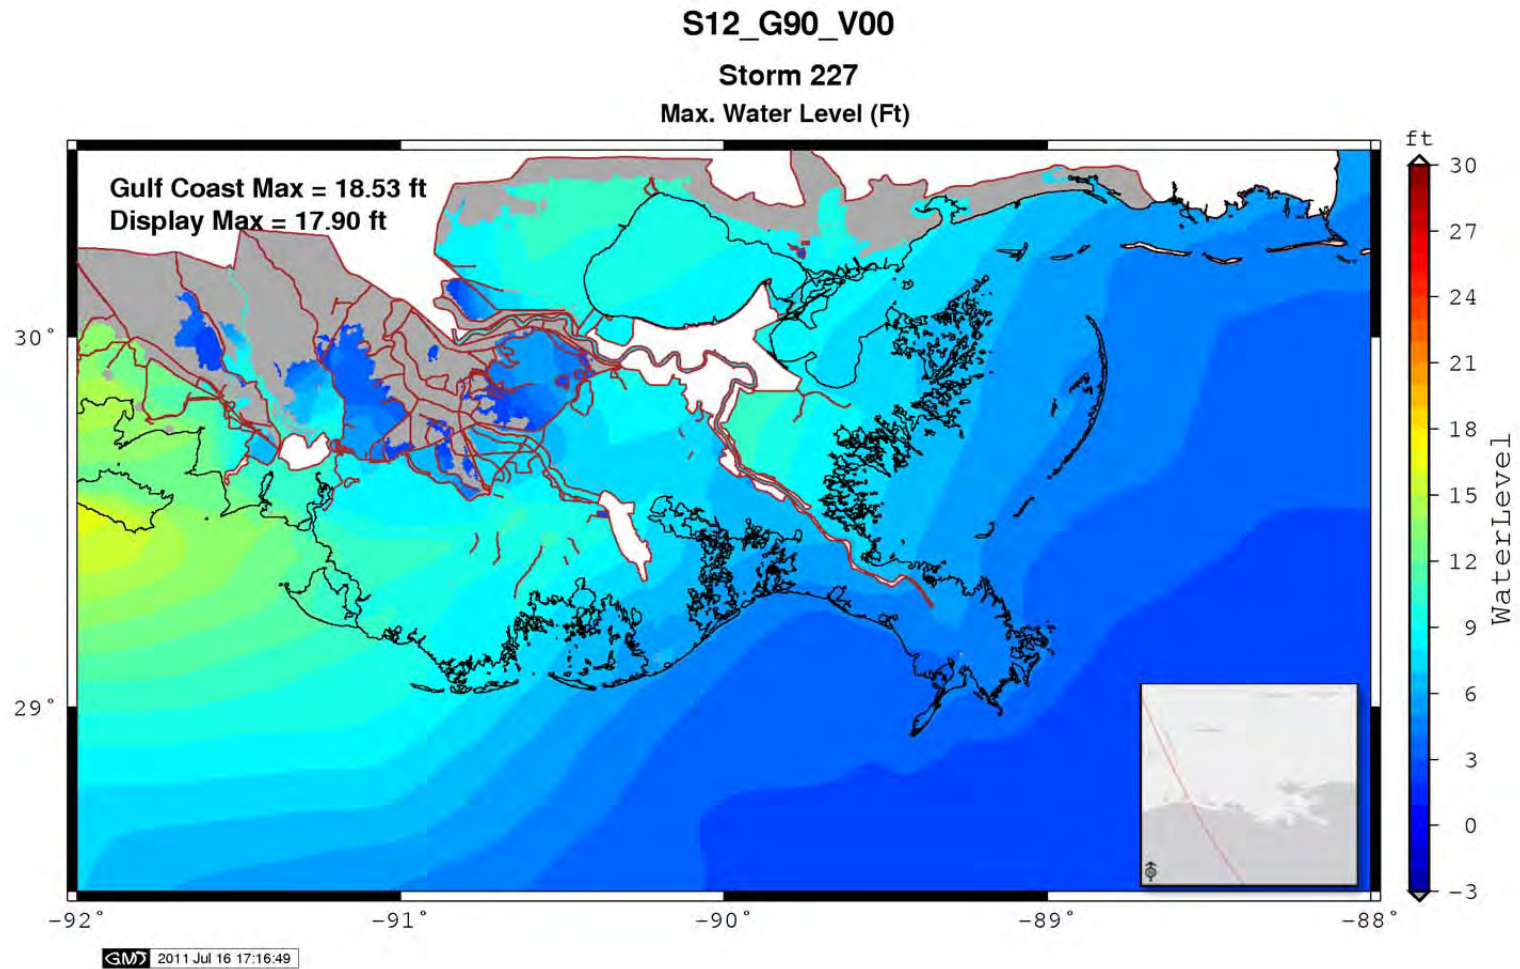 S12_G90_V00
Storm 227
Max. Water Level (Ft)
Gulf Coast Max = 18.53 ft
Display Max = 17.90 ft
ft
30
27
24
21
18
15
12
9
6
3
0
−3
WaterLevel
30°
29°
−92°
−91°
−90°
−89°
−88°
GMT 2011 Jul 16 17:16:49